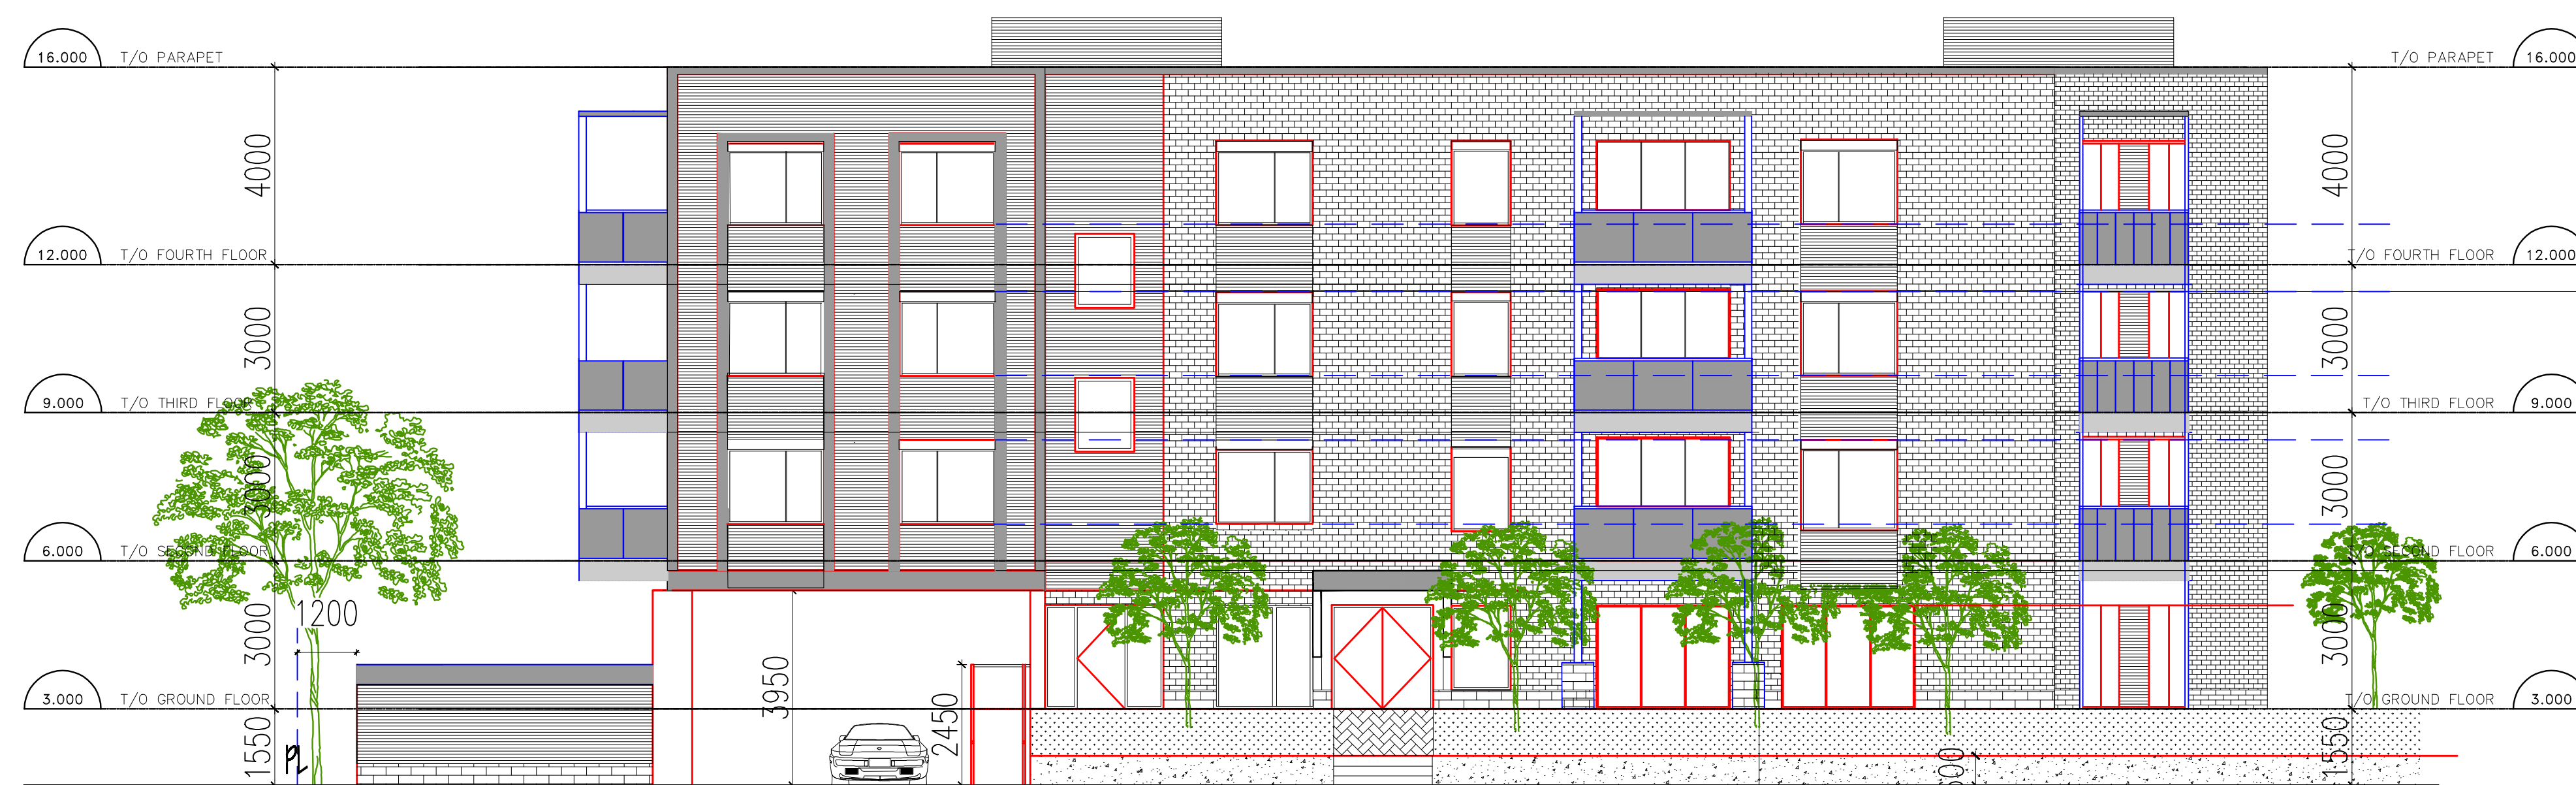 16.000 T/O PARAPET
T/O PARAPET 16.000
4000
4000
12.000 T/O FOURTH FLOOR
T/O FOURTH FLOOR 12.000
3000
3000
9.000 T/O THIRD FLOOR
T/O THIRD FLOOR 9.000
3000
3000
6.000 T/O SECOND FLOOR
T/O SECOND FLOOR 6.000
1200
3000
3000
3950
2450
3.000 T/O GROUND FLOOR
T/O GROUND FLOOR 3.000
1550
PL
1550